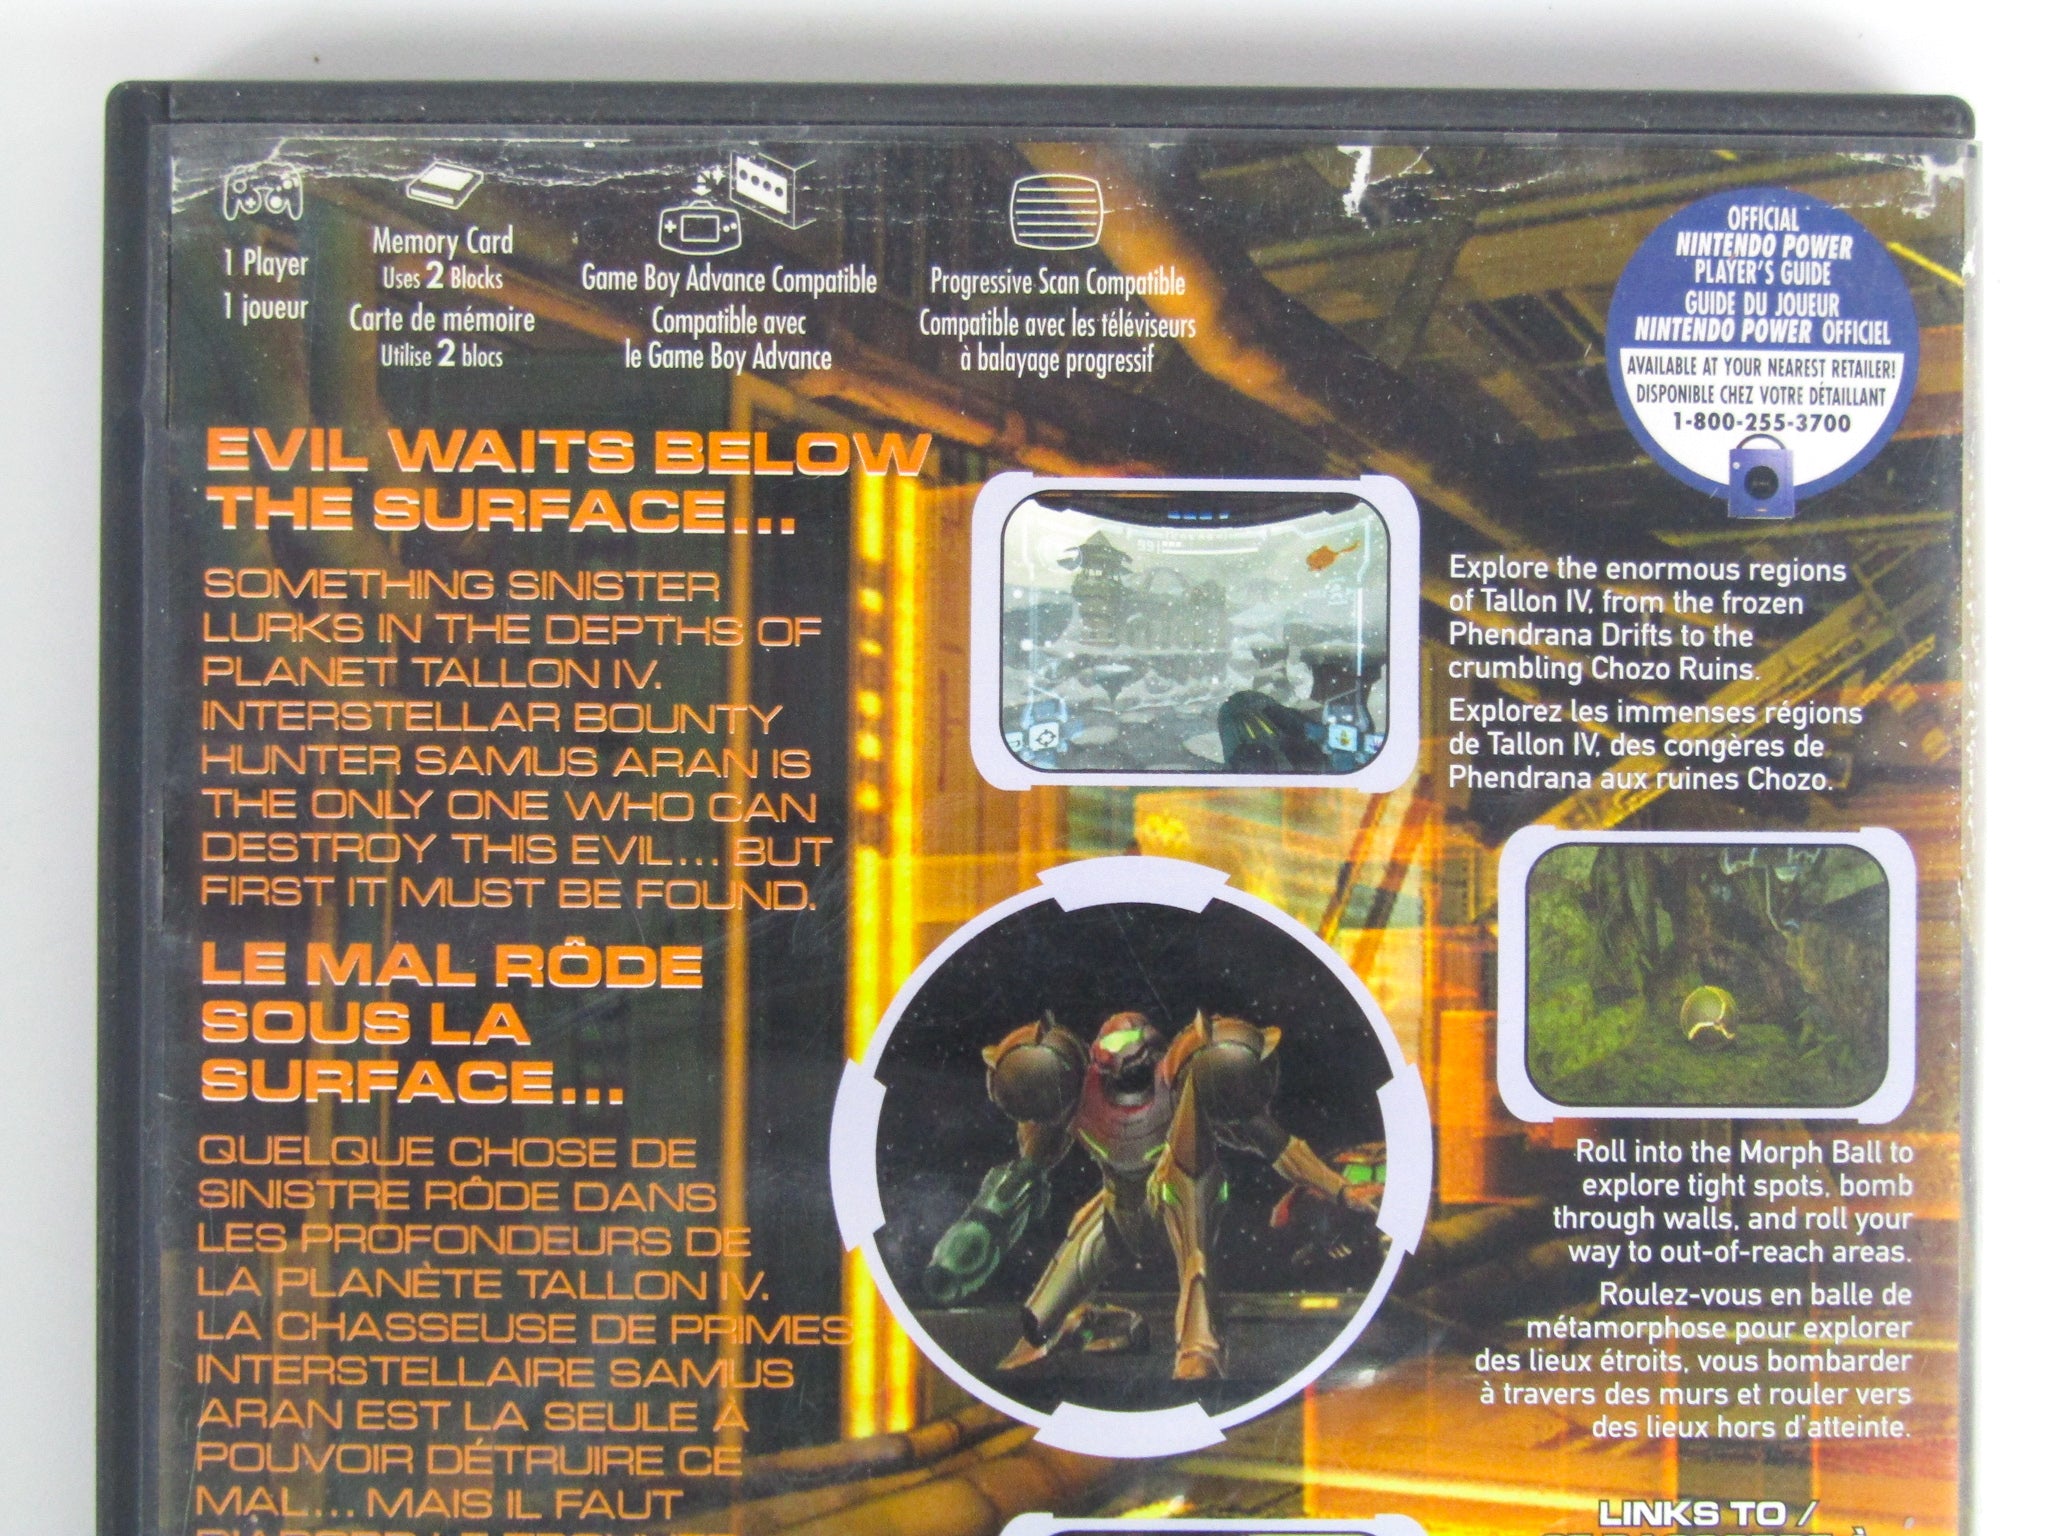 1 Player
1 joueur
Memory Card
Uses 2 Blocks
Carte de mémoire
Utilise 2 blocs
Game Boy Advance Compatible
Compatible avec
le Game Boy Advance
Progressive Scan Compatible
Compatible avec les téléviseurs
à balayage progressif
OFFICIAL
NINTENDO POWER
PLAYER'S GUIDE
GUIDE DU JOUEUR
NINTENDO POWER OFFICIEL
AVAILABLE AT YOUR NEAREST RETAILER!
DISPONIBLE CHEZ VOTRE DÉTAILLANT
1-800-255-3700
EVIL WAITS BELOW
THE SURFACE...
SOMETHING SINISTER
LURKS IN THE DEPTHS OF
PLANET TALLON IV.
INTERSTELLAR BOUNTY
HUNTER SAMUS ARAN IS
THE ONLY ONE WHO CAN
DESTROY THIS EVIL... BUT
FIRST IT MUST BE FOUND.
LE MAL RÔDE
SOUS LA
SURFACE...
QUELQUE CHOSE DE
SINISTRE RÔDE DANS
LES PROFONDEURS DE
LA PLANÈTE TALLON IV.
LA CHASSEUSE DE PRIMES
INTERSTELLAIRE SAMUS
ARAN EST LA SEULE À
POUVOIR DÉTRUIRE CE
MAL... MAIS IL FAUT
Explore the enormous regions
of Tallon IV, from the frozen
Phendrana Drifts to the
crumbling Chozo Ruins.
Explorez les immenses régions
de Tallon IV, des congères de
Phendrana aux ruines Chozo.
Roll into the Morph Ball to
explore tight spots, bomb
through walls, and roll your
way to out-of-reach areas.
Roulez-vous en balle de
métamorphose pour explorer
des lieux étroits, vous bombarder
à travers des murs et rouler vers
des lieux hors d'atteinte.
LINKS TO /